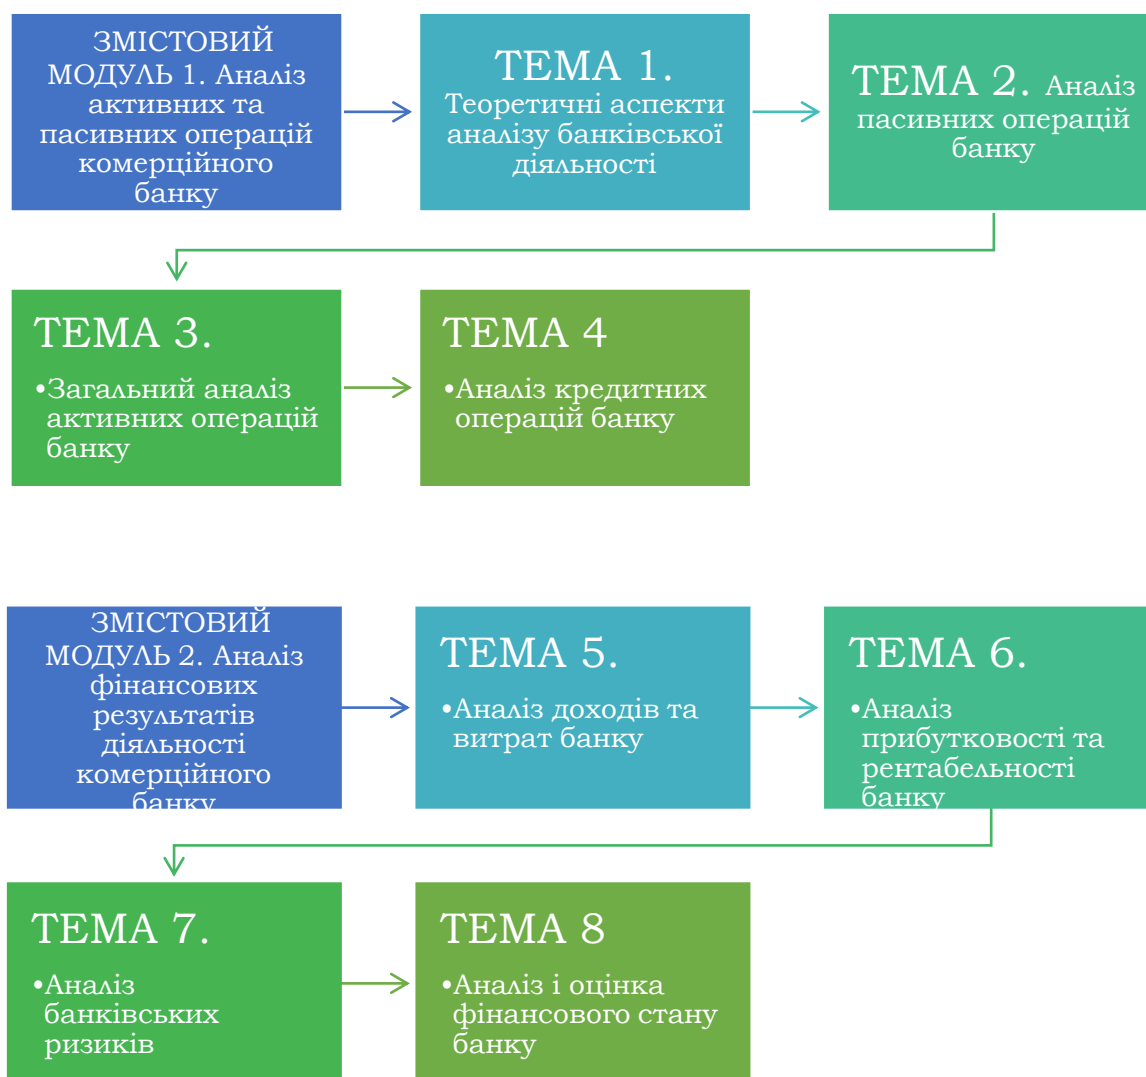 ЗМІСТОВИЙ
МОДУЛЬ 1. Аналіз
активних та
пасивних операцій
комерційного
банку
ТЕМА 1.
Теоретичні аспекти
аналізу банківської
діяльності
ТЕМА 2. Аналіз
пасивних операцій
банку
ТЕМА 3.
•Загальний аналіз
активних операцій
банку
ТЕМА 4
•Аналіз кредитних
операцій банку
ЗМІСТОВИЙ
МОДУЛЬ 2. Аналіз
фінансових
результатів
діяльності
комерційного
банку
ТЕМА 5.
•Аналіз доходів та
витрат банку
ТЕМА 6.
•Аналіз
прибутковості та
рентабельності
банку
ТЕМА 7.
•Аналіз
банківських
ризиків
ТЕМА 8
•Аналіз і оцінка
фінансового стану
банку